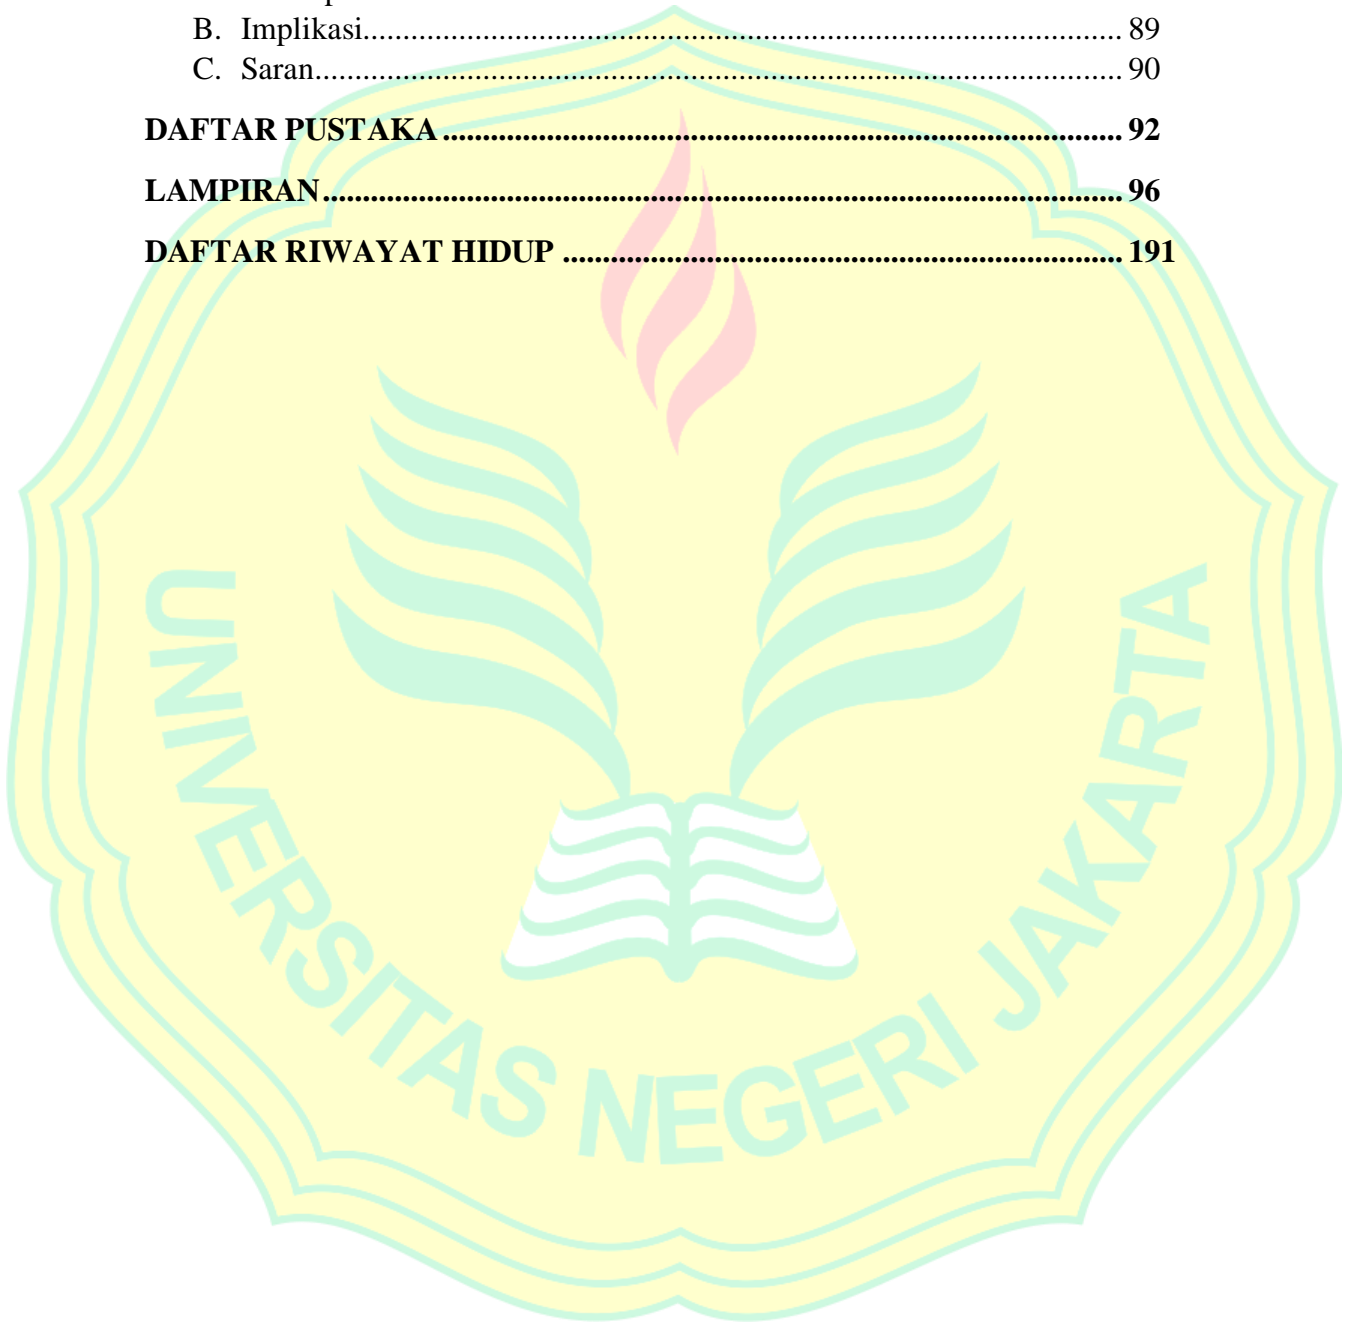 B. Implikasi.............................................................................................. 89
C. Saran.................................................................................................... 90
DAFTAR PUSTAKA .................................................................................... 92
LAMPIRAN................................................................................................... 96
DAFTAR RIWAYAT HIDUP ..................................................................... 191
UNIVERSITAS NEGERI JAKARTA